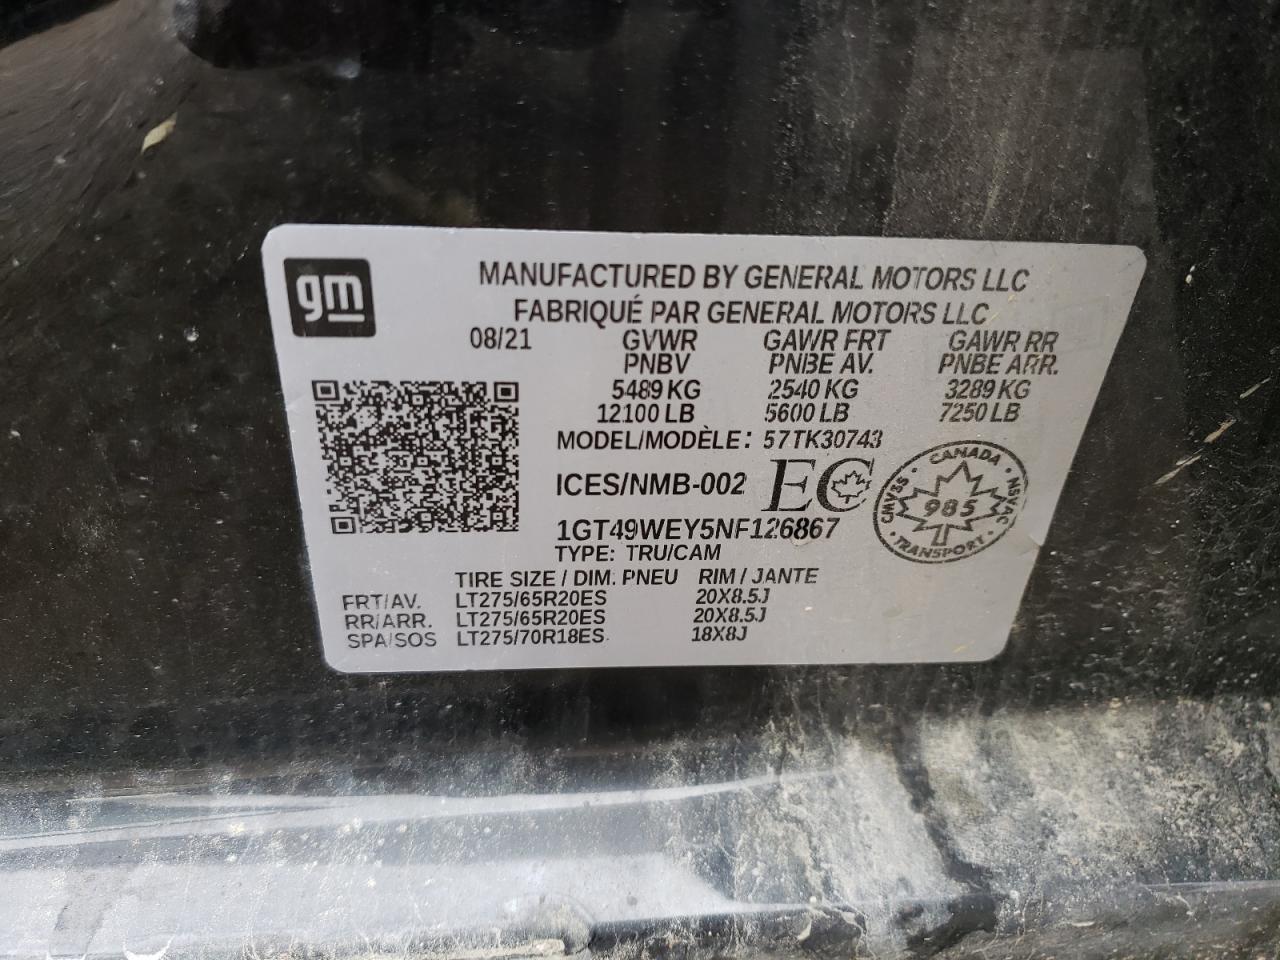 gm
MANUFACTURED BY GENERAL MOTORS LLC
FABRIQUÉ PAR GENERAL MOTORS LLC
08/21 GVWR GAWR FRT GAWR RR
PNBV PNBE AV. PNBE ARR.
5489 KG 2540 KG 3289 KG
12100 LB 5600 LB 7250 LB
MODEL/MODÈLE: 57TK30743
ICES/NMB-002 EC
CANADA
CMVSS 985 NSVAC
TRANSPORT
1GT49WEY5NF126867
TYPE: TRU/CAM
TIRE SIZE / DIM. PNEU RIM / JANTE
FRT/AV. LT275/65R20ES 20X8.5J
RR/ARR. LT275/65R20ES 20X8.5J
SPA/SOS LT275/70R18ES 18X8J